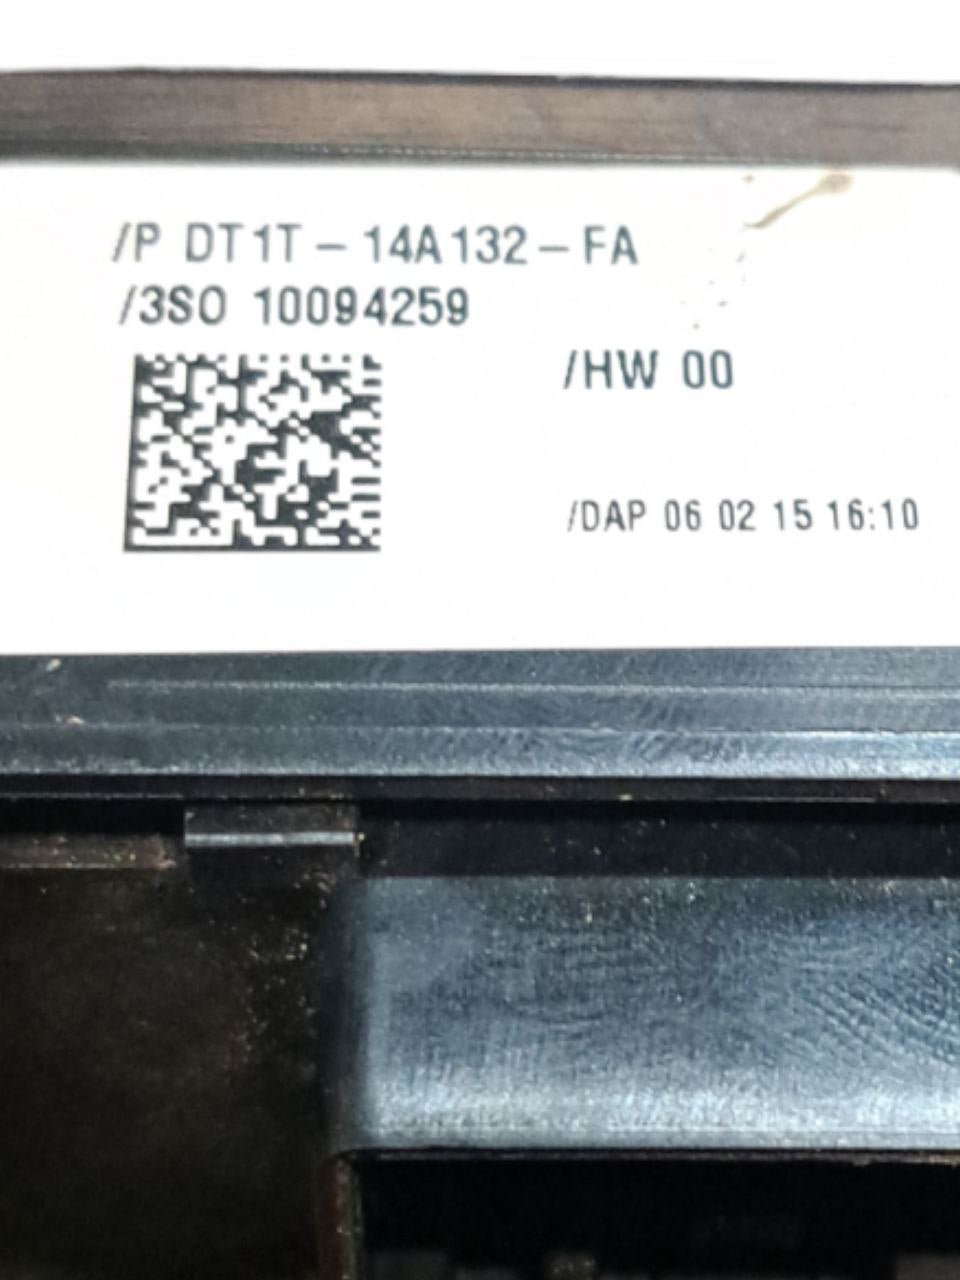 /P DT1T-14A132-FA
/3SO 10094259
/HW 00
/DAP 06 02 15 16:10